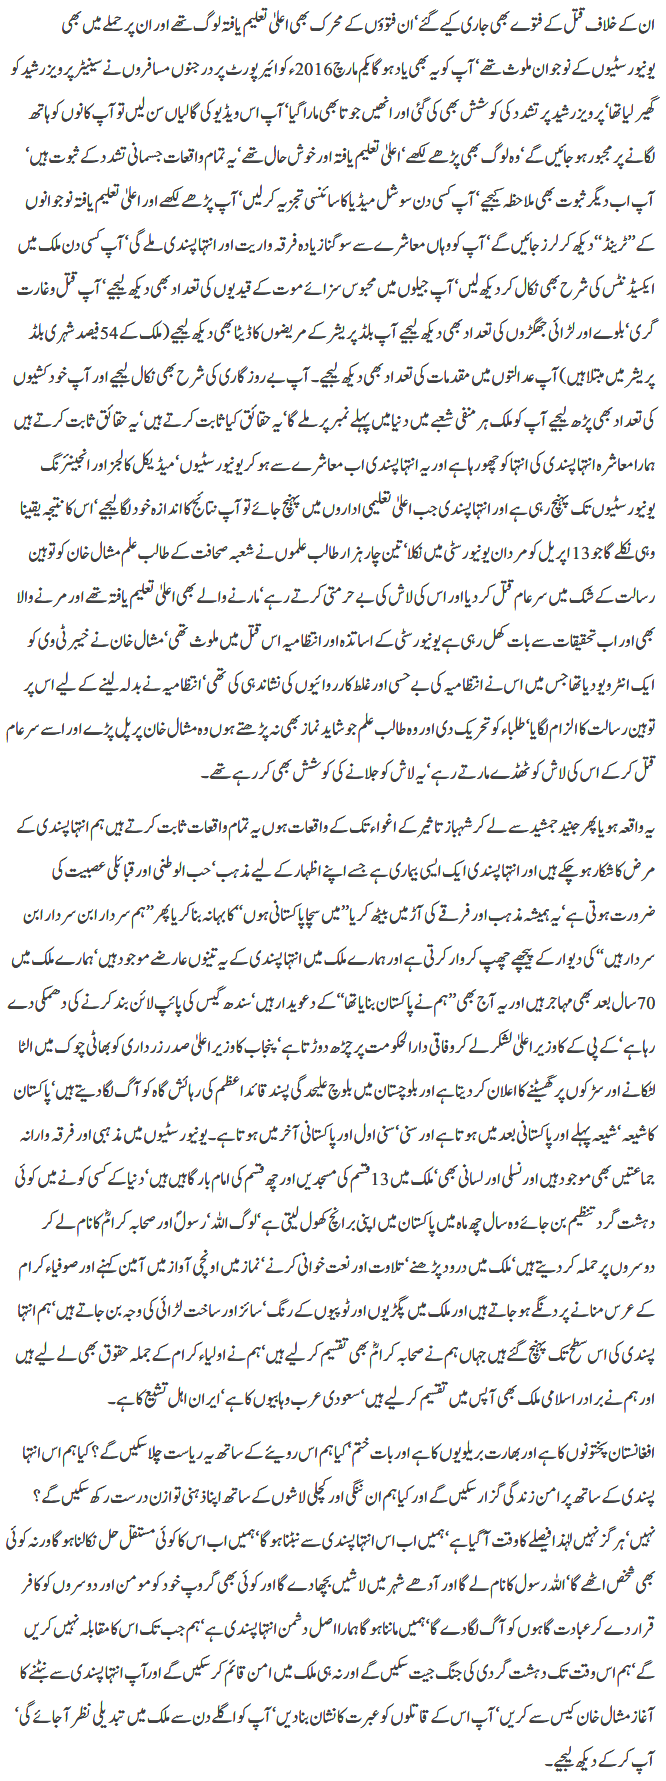 ان کے خلاف قتل کے فتوے بھی جاری کیے گئے‘ ان فتوؤں کے محرک بھی اعلیٰ تعلیم یافتہ لوگ تھے اور ان پر حملے میں بھی
یونیورسٹیوں کے نوجوان ملوث تھے‘ آپ کو یہ بھی یاد ہو گا یکم مارچ 2016ء کو ائیرپورٹ پر درجنوں مسافروں نے سینیٹر پرویز رشید کو
گھیر لیا تھا‘ پرویز رشید پر تشدد کی کوشش بھی کی گئی اور انھیں جوتا بھی مارا گیا‘ آپ اس ویڈیو کی گالیاں سن لیں تو آپ کانوں کو ہاتھ
لگانے پر مجبور ہو جائیں گے‘ وہ لوگ بھی پڑھے لکھے‘ اعلیٰ تعلیم یافتہ اور خوش حال تھے‘ یہ تمام واقعات جسمانی تشدد کے ثبوت ہیں‘
آپ اب دیگر ثبوت بھی ملاحظہ کیجیے‘ آپ کسی دن سوشل میڈیا کا سائنسی تجزیہ کر لیں‘ آپ پڑھے لکھے اور اعلیٰ تعلیم یافتہ نوجوانوں
کے ’’ٹرینڈ‘‘ دیکھ کر لرز جائیں گے‘ آپ کو وہاں معاشرے سے سو گنا زیادہ فرقہ واریت اور انتہا پسندی ملے گی‘ آپ کسی دن ملک میں
ایکسیڈنٹس کی شرح بھی نکال کر دیکھ لیں‘ آپ جیلوں میں محبوس سزائے موت کے قیدیوں کی تعداد بھی دیکھ لیجیے‘ آپ قتل و غارت
گری‘ بلوے اور لڑائی جھگڑوں کی تعداد بھی دیکھ لیجیے آپ بلڈ پریشر کے مریضوں کا ڈیٹا بھی دیکھ لیجیے (ملک کے 54 فیصد شہری بلڈ
پریشر میں مبتلا ہیں) آپ عدالتوں میں مقدمات کی تعداد بھی دیکھ لیجیے۔ آپ بے روز گاری کی شرح بھی نکال لیجیے اور آپ خودکشیوں
کی تعداد بھی پڑھ لیجیے آپ کو ملک ہر منفی شعبے میں دنیا میں پہلے نمبر پر ملے گا‘ یہ حقائق کیا ثابت کرتے ہیں‘ یہ حقائق ثابت کرتے ہیں
ہمارا معاشرہ انتہا پسندی کی انتہا کو چھو رہا ہے اور یہ انتہا پسندی اب معاشرے سے ہو کر یونیورسٹیوں‘ میڈیکل کالجز اور انجینئرنگ
یونیورسٹیوں تک پہنچ رہی ہے اور انتہا پسندی جب اعلیٰ تعلیمی اداروں میں پہنچ جائے تو آپ نتائج کا اندازہ خود لگا لیجیے‘ اس کا نتیجہ یقینا
وہی نکلے گا جو 13 اپریل کو مردان یونیورسٹی میں نکلا‘ تین چار ہزار طالب علموں نے شعبہ صحافت کے طالب علم مشال خان کو توہین
رسالت کے شک میں سرعام قتل کر دیا اور اس کی لاش کی بے حرمتی کرتے رہے‘ مارنے والے بھی اعلیٰ تعلیم یافتہ تھے اور مرنے والا
بھی اور اب تحقیقات سے بات کھل رہی ہے یونیورسٹی کے اساتذہ اور انتظامیہ اس قتل میں ملوث تھی‘ مشال خان نے خیبر ٹی وی کو
ایک انٹرویو دیا تھا جس میں اس نے انتظامیہ کی بے حسی اور غلط کارروائیوں کی نشاندہی کی تھی‘ انتظامیہ نے بدلہ لینے کے لیے اس پر
توہین رسالت کا الزام لگایا‘ طلباء کو تحریک دی اور وہ طالب علم جو شاید نماز بھی نہ پڑھتے ہوں وہ مشال خان پر پل پڑے اور اسے سرعام
قتل کر کے اس کی لاش کو ٹھڈے مارتے رہے‘ یہ لاش کو جلانے کی کوشش بھی کر رہے تھے۔
یہ واقعہ ہو یا پھر جنید جمشید سے لے کر شہباز تاثیر کے اغواء تک کے واقعات ہوں یہ تمام واقعات ثابت کرتے ہیں ہم انتہا پسندی کے
مرض کا شکار ہو چکے ہیں اور انتہا پسندی ایک ایسی بیماری ہے جسے اپنے اظہار کے لیے مذہب‘ حب الوطنی اور قبائلی عصبیت کی
ضرورت ہوتی ہے‘ یہ ہمیشہ مذہب اور فرقے کی آڑ میں بیٹھ کر یا ’’میں سچا پاکستانی ہوں‘‘ کا بہانہ بنا کر یا پھر ’’ہم سردار ابن سردار ابن
سردار ہیں‘‘ کی دیوار کے پیچھے چھپ کر وار کرتی ہے اور ہمارے ملک میں انتہا پسندی کے یہ تینوں عارضے موجود ہیں‘ ہمارے ملک میں
70 سال بعد بھی مہاجر ہیں اور یہ آج بھی ’’ہم نے پاکستان بنایا تھا‘‘ کے دعویدار ہیں‘ سندھ گیس کی پائپ لائن بند کرنے کی دھمکی دے
رہا ہے‘ کے پی کے کا وزیراعلیٰ لشکر لے کر وفاقی دارالحکومت پر چڑھ دوڑتا ہے‘ پنجاب کا وزیراعلیٰ صدر زرداری کو بھاٹی چوک میں الٹا
لٹکانے اور سڑکوں پر گھسیٹنے کا اعلان کر دیتا ہے اور بلوچستان میں بلوچ علیحدگی پسند قائداعظم کی رہائش گاہ کو آگ لگا دیتے ہیں‘ پاکستان
کا شیعہ‘ شیعہ پہلے اور پاکستانی بعد میں ہوتا ہے اور سنی‘ سنی اول اور پاکستانی آخر میں ہوتا ہے۔ یونیورسٹیوں میں مذہبی اور فرقہ وارانہ
جماعتیں بھی موجود ہیں اور نسلی اور لسانی بھی‘ ملک میں 13 قسم کی مسجدیں اور چھ قسم کی امام بارگاہیں ہیں‘ دنیا کے کسی کونے میں کوئی
دہشت گرد تنظیم بن جائے وہ سال چھ ماہ میں پاکستان میں اپنی برانچ کھول لیتی ہے‘ لوگ اللہ‘ رسولؐ اور صحابہ کرامؓ کا نام لے کر
دوسروں پر حملہ کر دیتے ہیں‘ ملک میں درود پڑھنے‘ تلاوت اور نعت خوانی کرنے‘ نماز میں اونچی آواز میں آمین کہنے اور صوفیاء کرام
کے عرس منانے پر دنگے ہو جاتے ہیں اور ملک میں پگڑیوں اور ٹوپیوں کے رنگ‘ سائز اور ساخت لڑائی کی وجہ بن جاتے ہیں‘ ہم انتہا
پسندی کی اس سطح تک پہنچ گئے ہیں جہاں ہم نے صحابہ کرامؓ بھی تقسیم کر لیے ہیں‘ ہم نے اولیاء کرام کے جملہ حقوق بھی لے لیے ہیں
اور ہم نے برادر اسلامی ملک بھی آپس میں تقسیم کر لیے ہیں‘ سعودی عرب وہابیوں کا ہے‘ ایران اہل تشیع کا ہے۔
افغانستان پختونوں کا ہے اور بھارت بریلویوں کا ہے اور بات ختم‘ کیا ہم اس رویئے کے ساتھ یہ ریاست چلا سکیں گے؟ کیا ہم اس انتہا
پسندی کے ساتھ پر امن زندگی گزار سکیں گے اور کیا ہم ان ننگی اور کچلی لاشوں کے ساتھ اپنا ذہنی توازن درست رکھ سکیں گے؟
نہیں‘ ہر گز نہیں لہٰذا فیصلے کا وقت آ گیا ہے‘ ہمیں اب اس انتہا پسندی سے نبٹنا ہو گا‘ ہمیں اب اس کا کوئی مستقل حل نکالنا ہو گا ورنہ کوئی
بھی شخص اٹھے گا‘ اللہ رسول کا نام لے گا اور آدھے شہر میں لاشیں بچھا دے گا اور کوئی بھی گروپ خود کو مومن اور دوسروں کو کافر
قرار دے کر عبادت گاہوں کو آگ لگا دے گا‘ ہمیں ماننا ہو گا ہمارا اصل دشمن انتہا پسندی ہے‘ ہم جب تک اس کا مقابلہ نہیں کریں
گے‘ ہم اس وقت تک دہشت گردی کی جنگ جیت سکیں گے اور نہ ہی ملک میں امن قائم کر سکیں گے اور آپ انتہا پسندی سے نبٹنے کا
آغاز مشال خان کیس سے کریں‘ آپ اس کے قاتلوں کو عبرت کا نشان بنا دیں‘ آپ کو اگلے دن سے ملک میں تبدیلی نظر آ جائے گی‘
آپ کر کے دیکھ لیجیے۔